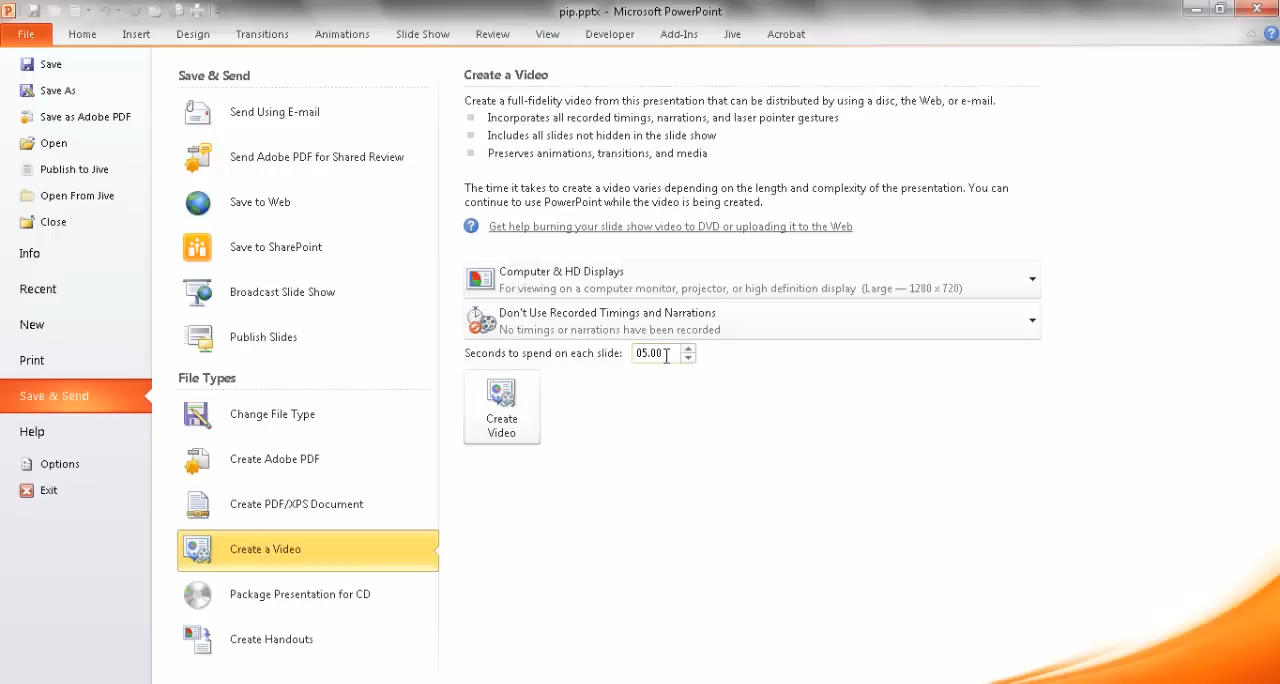 pip.pptx - Microsoft PowerPoint
File Home Insert Design Transitions Animations Slide Show Review View Developer Add-Ins Jive Acrobat
Save
Save As
Save as Adobe PDF
Open
Publish to Jive
Open From Jive
Close
Info
Recent
New
Print
Save & Send
Help
Options
Exit
Save & Send
Send Using E-mail
Send Adobe PDF for Shared Review
Save to Web
Save to SharePoint
Broadcast Slide Show
Publish Slides
File Types
Change File Type
Create Adobe PDF
Create PDF/XPS Document
Create a Video
Package Presentation for CD
Create Handouts
Create a Video
Create a full-fidelity video from this presentation that can be distributed by using a disc, the Web, or e-mail.
Incorporates all recorded timings, narrations, and laser pointer gestures
Includes all slides not hidden in the slide show
Preserves animations, transitions, and media
The time it takes to create a video varies depending on the length and complexity of the presentation. You can
continue to use PowerPoint while the video is being created.
Get help burning your slide show video to DVD or uploading it to the Web
Computer & HD Displays
For viewing on a computer monitor, projector, or high definition display (Large — 1280 x 720)
Don't Use Recorded Timings and Narrations
No timings or narrations have been recorded
Seconds to spend on each slide: 05.00
Create
Video